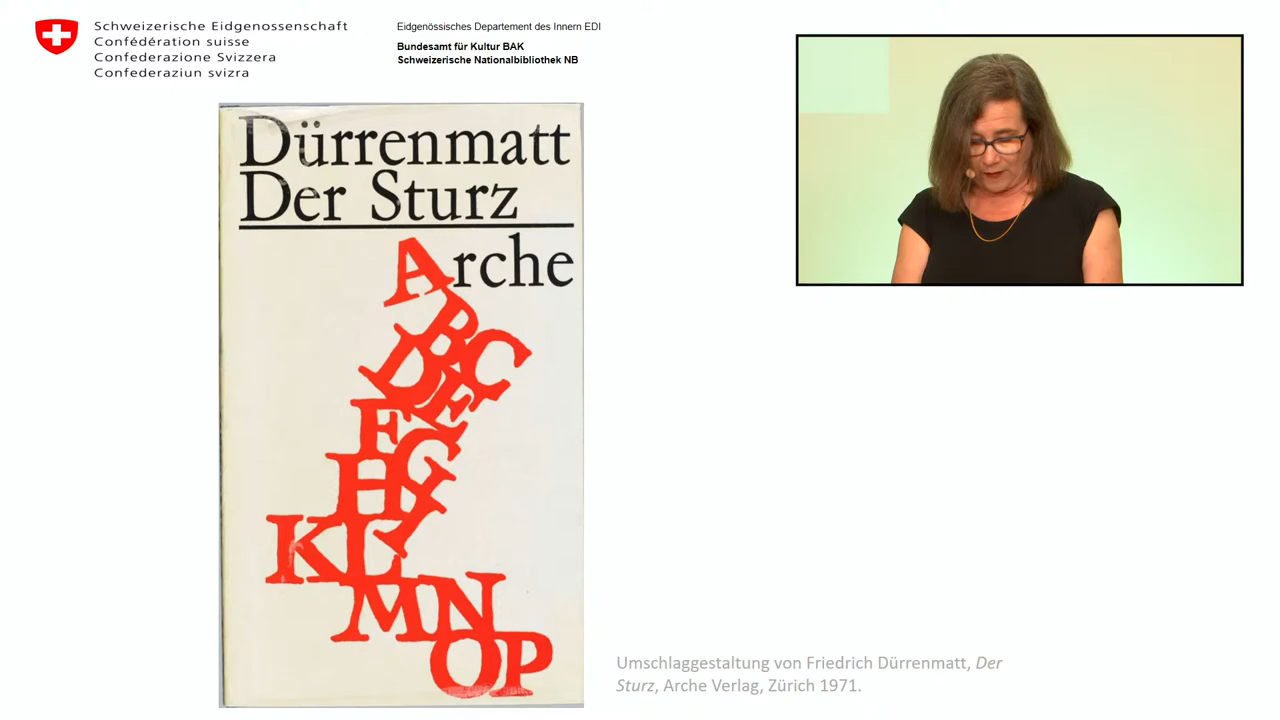 Schweizerische Eidgenossenschaft
Confédération suisse
Confederazione Svizzera
Confederaziun svizra
Eidgenössisches Departement des Innern EDI
Bundesamt für Kultur BAK
Schweizerische Nationalbibliothek NB
Dürrenmatt
Der Sturz
Arche
B C
D E
F G
H I
K L
M N
O P
Umschlaggestaltung von Friedrich Dürrenmatt, Der
Sturz, Arche Verlag, Zürich 1971.